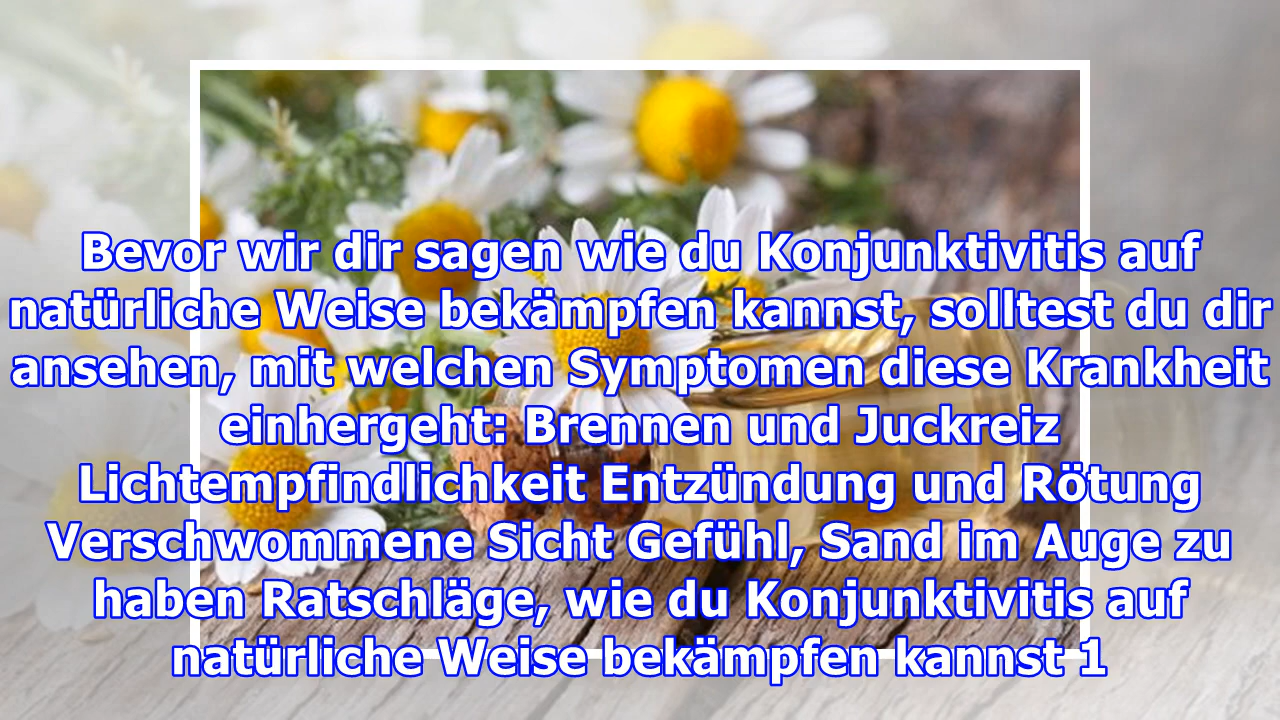 Bevor wir dir sagen wie du Konjunktivitis auf
natürliche Weise bekämpfen kannst, solltest du dir
ansehen, mit welchen Symptomen diese Krankheit
einhergeht: Brennen und Juckreiz
Lichtempfindlichkeit Entzündung und Rötung
Verschwommene Sicht Gefühl, Sand im Auge zu
haben Ratschläge, wie du Konjunktivitis auf
natürliche Weise bekämpfen kannst 1